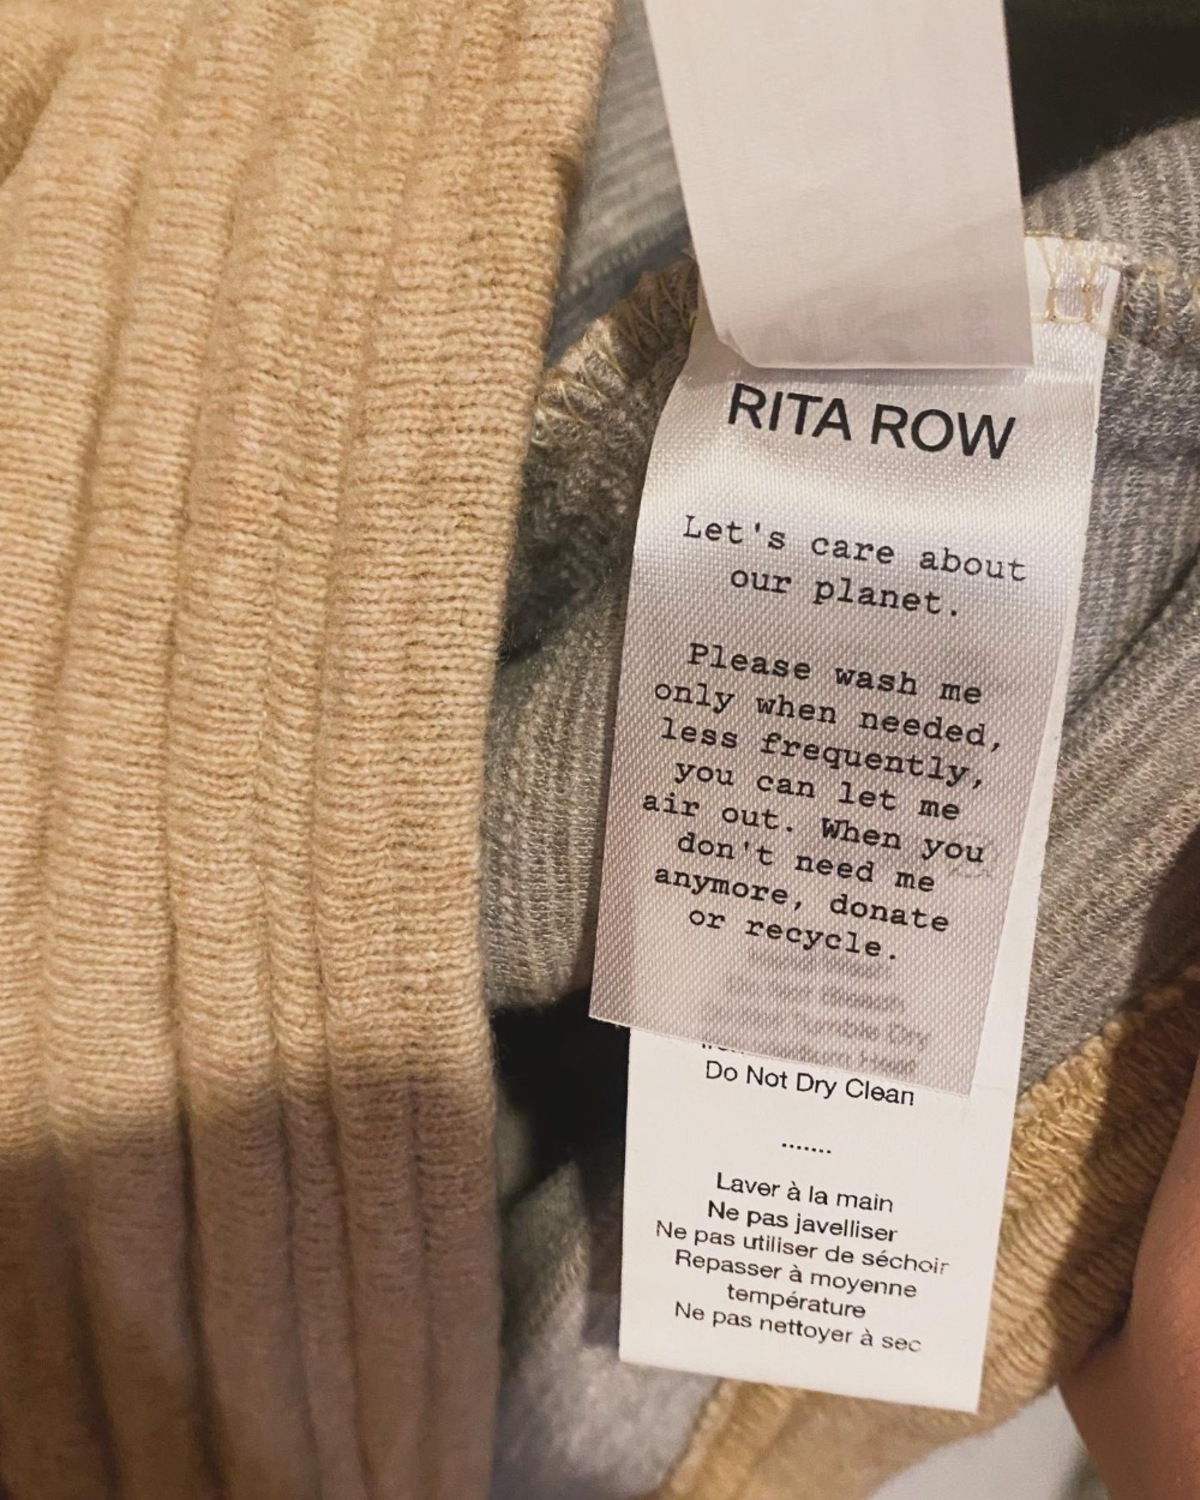 RITA ROW
Let's care about
our planet.
Please wash me
only when needed,
less frequently,
you can let me
air out. When you
don't need me
anymore, donate
or recycle.
Tumble Dry
Do Not Dry Clean
.......
Laver à la main
Ne pas javelliser
Ne pas utiliser de séchoir
Repasser à moyenne
température
Ne pas nettoyer à sec